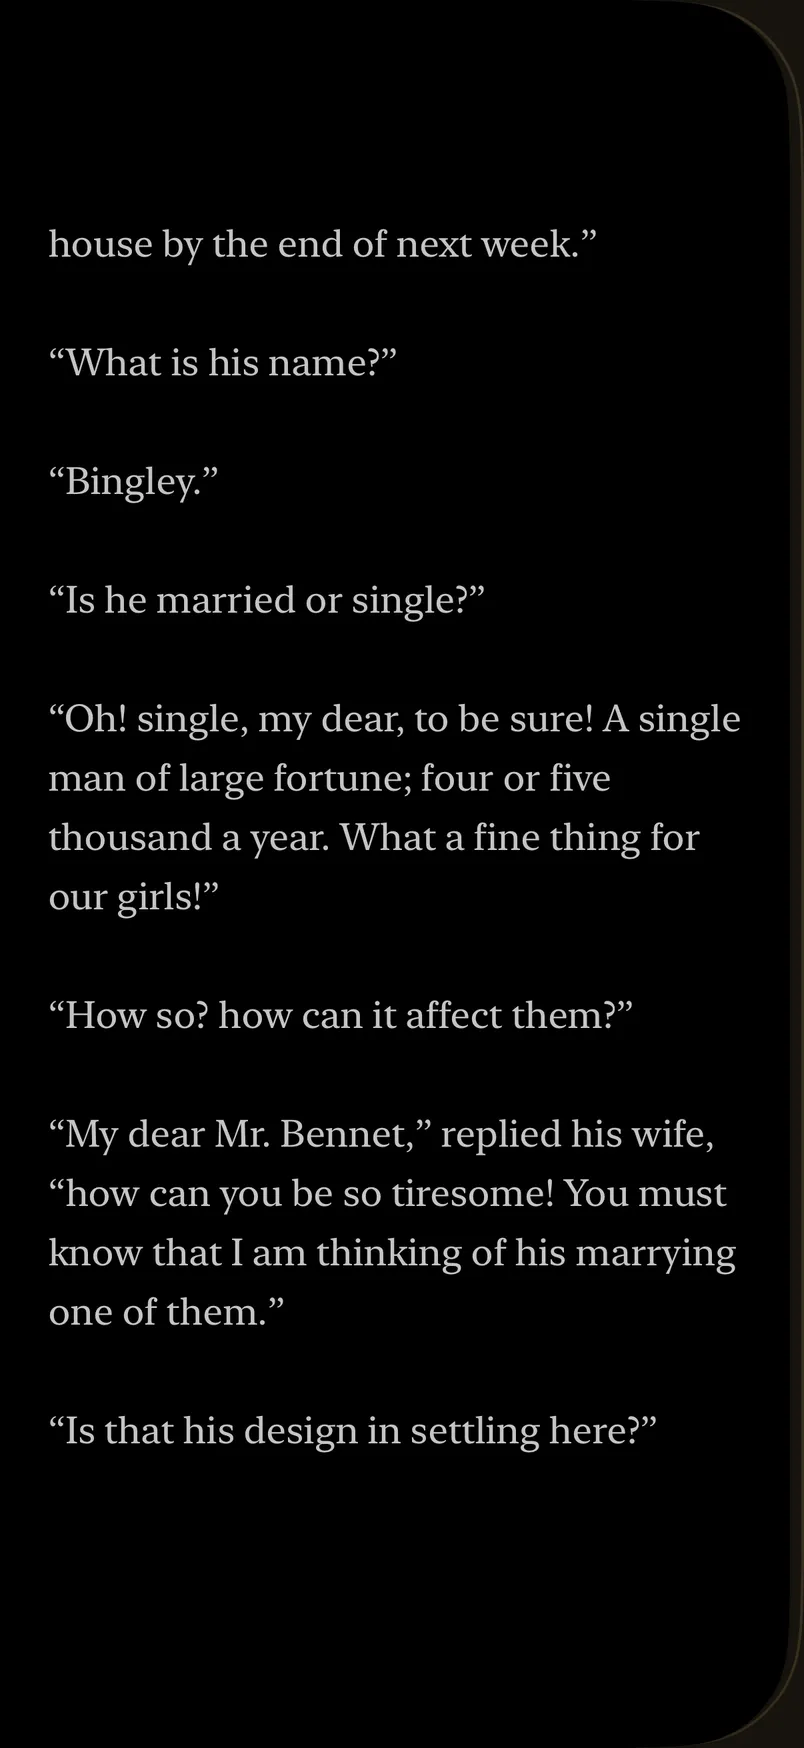 house by the end of next week.”
“What is his name?”
“Bingley.”
“Is he married or single?”
“Oh! single, my dear, to be sure! A single
man of large fortune; four or five
thousand a year. What a fine thing for
our girls!”
“How so? how can it affect them?”
“My dear Mr. Bennet,” replied his wife,
“how can you be so tiresome! You must
know that I am thinking of his marrying
one of them.”
“Is that his design in settling here?”